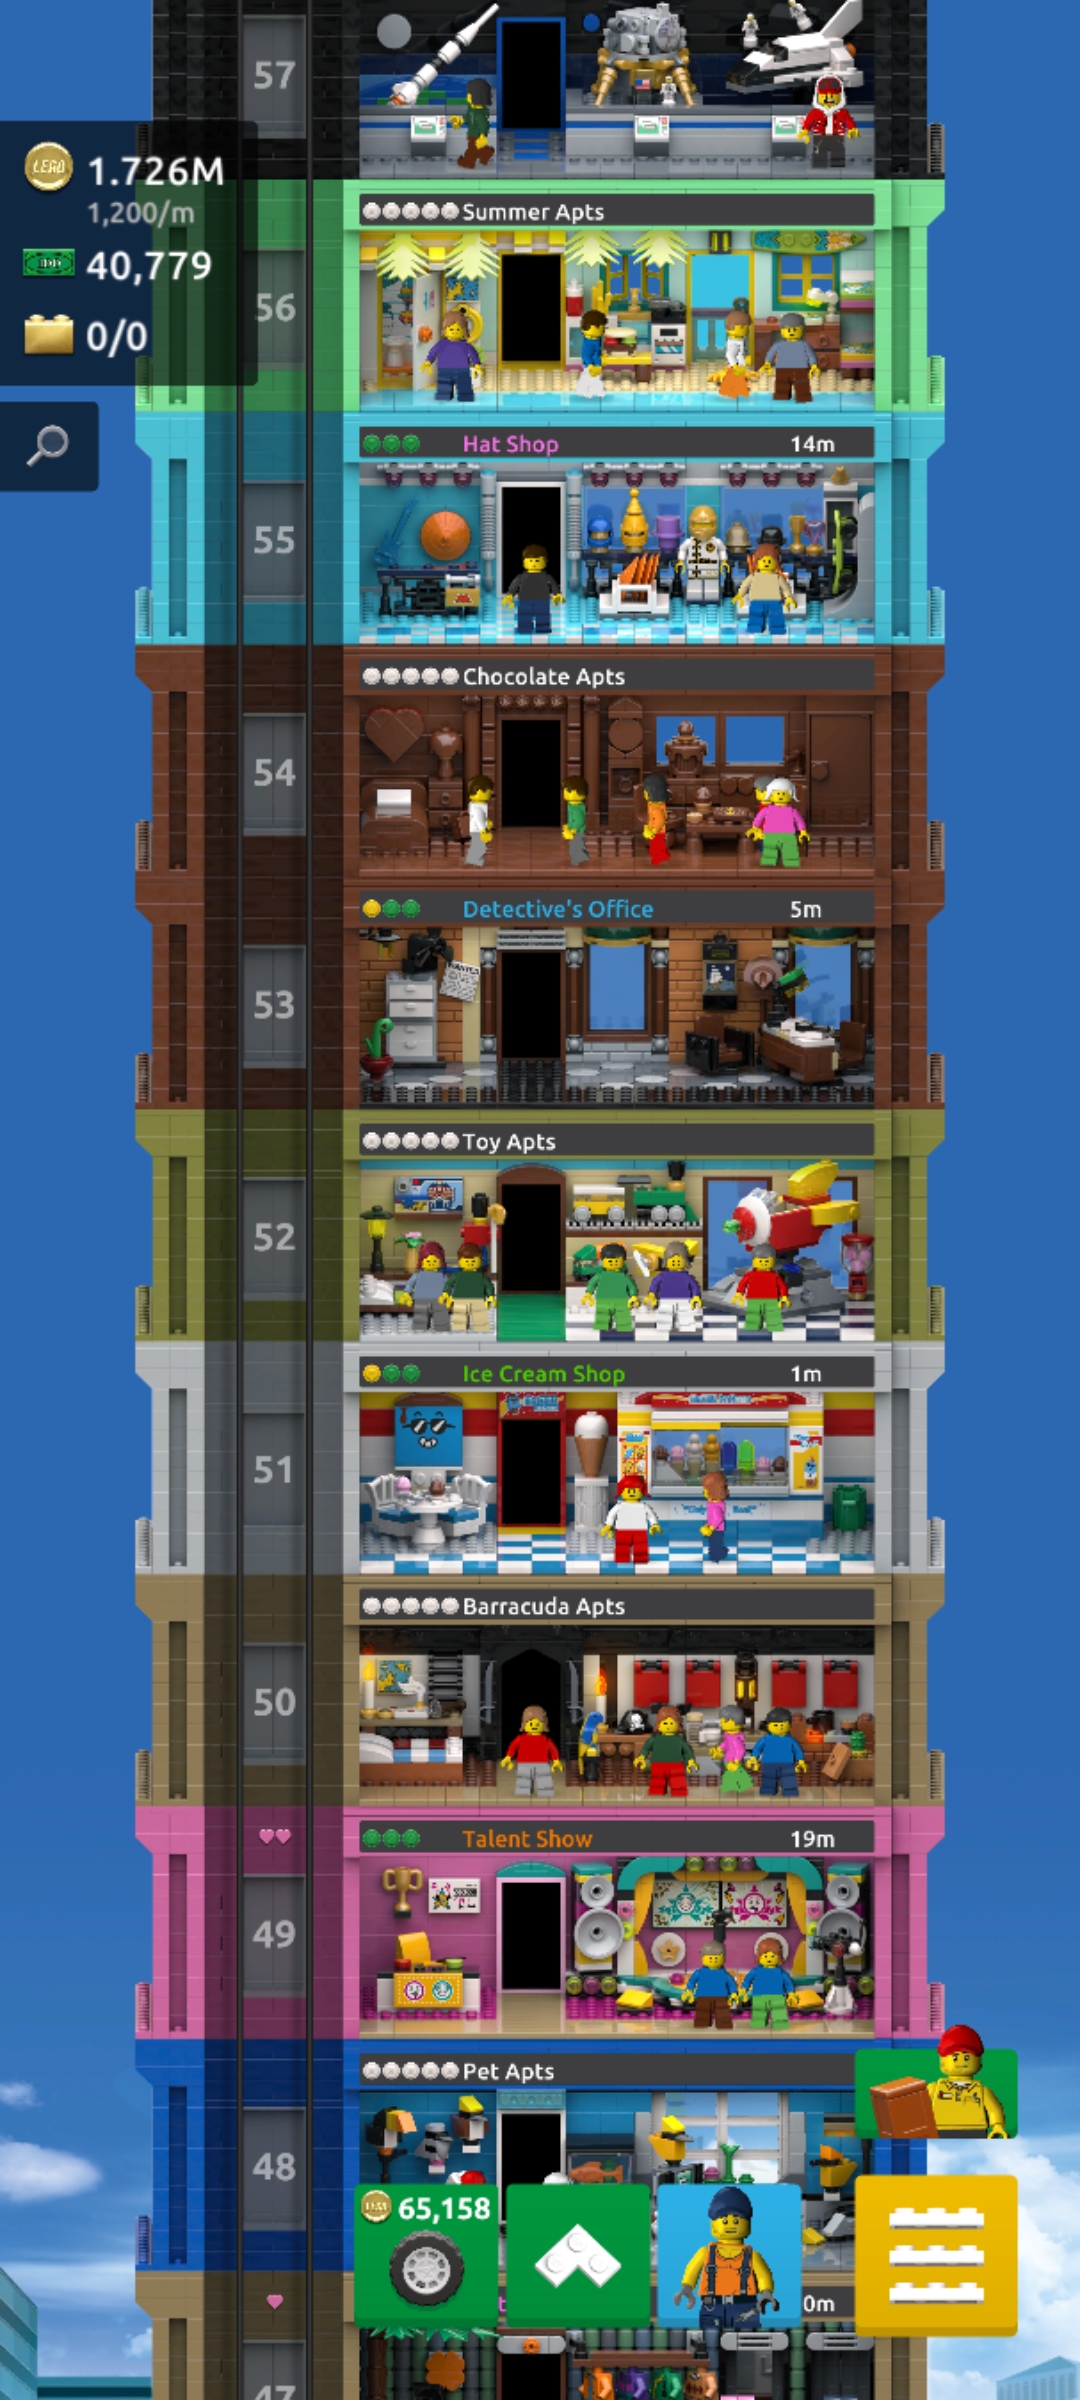 57
LEGO
1.726M
1,200/m
40,779
0/0
Summer Apts
56
Hat Shop 14m
55
Chocolate Apts
54
Detective's Office 5m
53
Toy Apts
52
Ice Cream Shop 1m
51
Barracuda Apts
50
Talent Show 19m
49
Pet Apts
48
65,158
0m
47